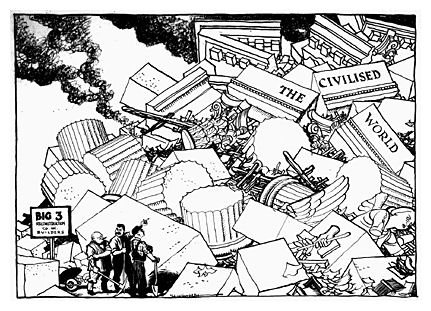 THE
CIVILISED
WORLD
BIG 3
RECONSTRUCTION
CO. INC.
BUILDERS